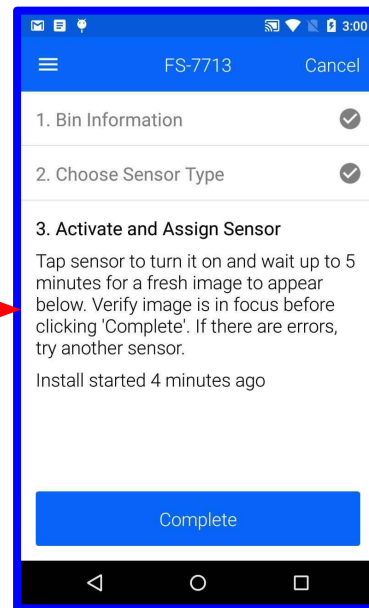 3:00
FS-7713
Cancel
1. Bin Information
2. Choose Sensor Type
3. Activate and Assign Sensor
Tap sensor to turn it on and wait up to 5
minutes for a fresh image to appear
below. Verify image is in focus before
clicking 'Complete'. If there are errors,
try another sensor.
Install started 4 minutes ago
Complete